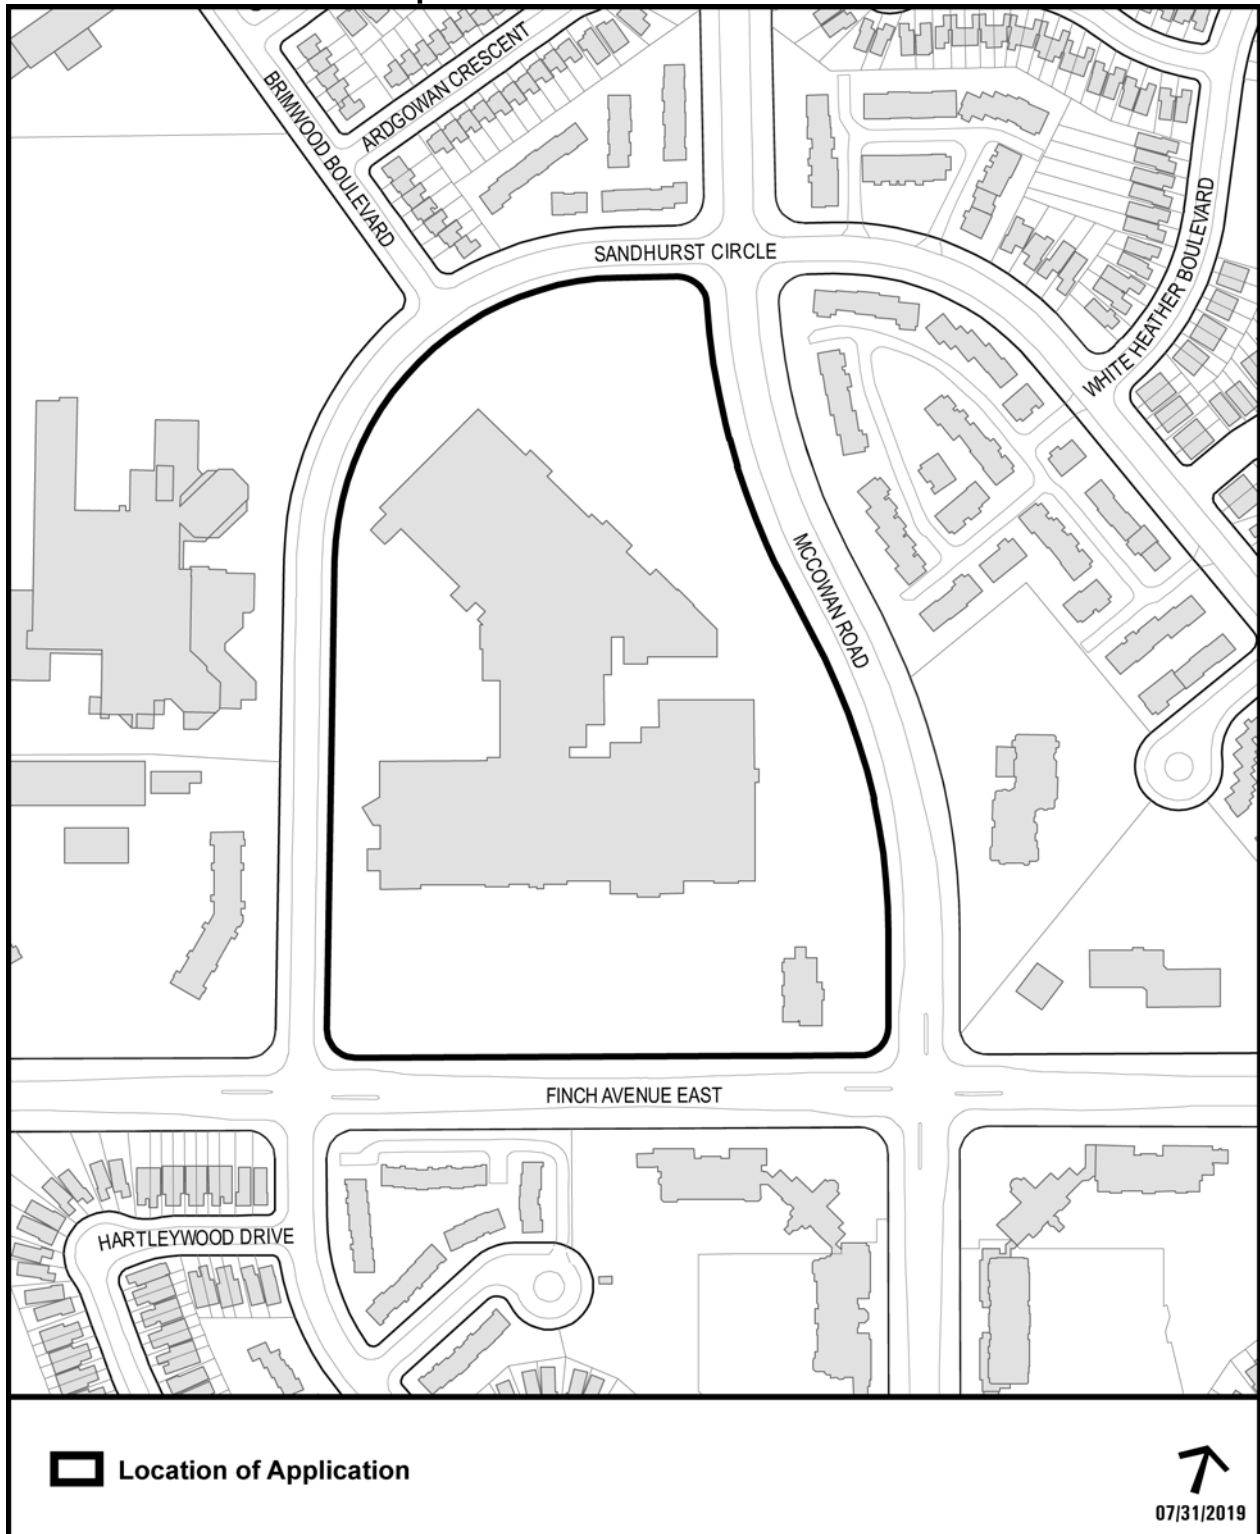 ARDGOWAN CRESCENT
BRIMWOOD BOULEVARD
SANDHURST CIRCLE
WHITE HEATHER BOULEVARD
MCCOWAN ROAD
FINCH AVENUE EAST
HARTLEYWOOD DRIVE
Location of Application
07/31/2019